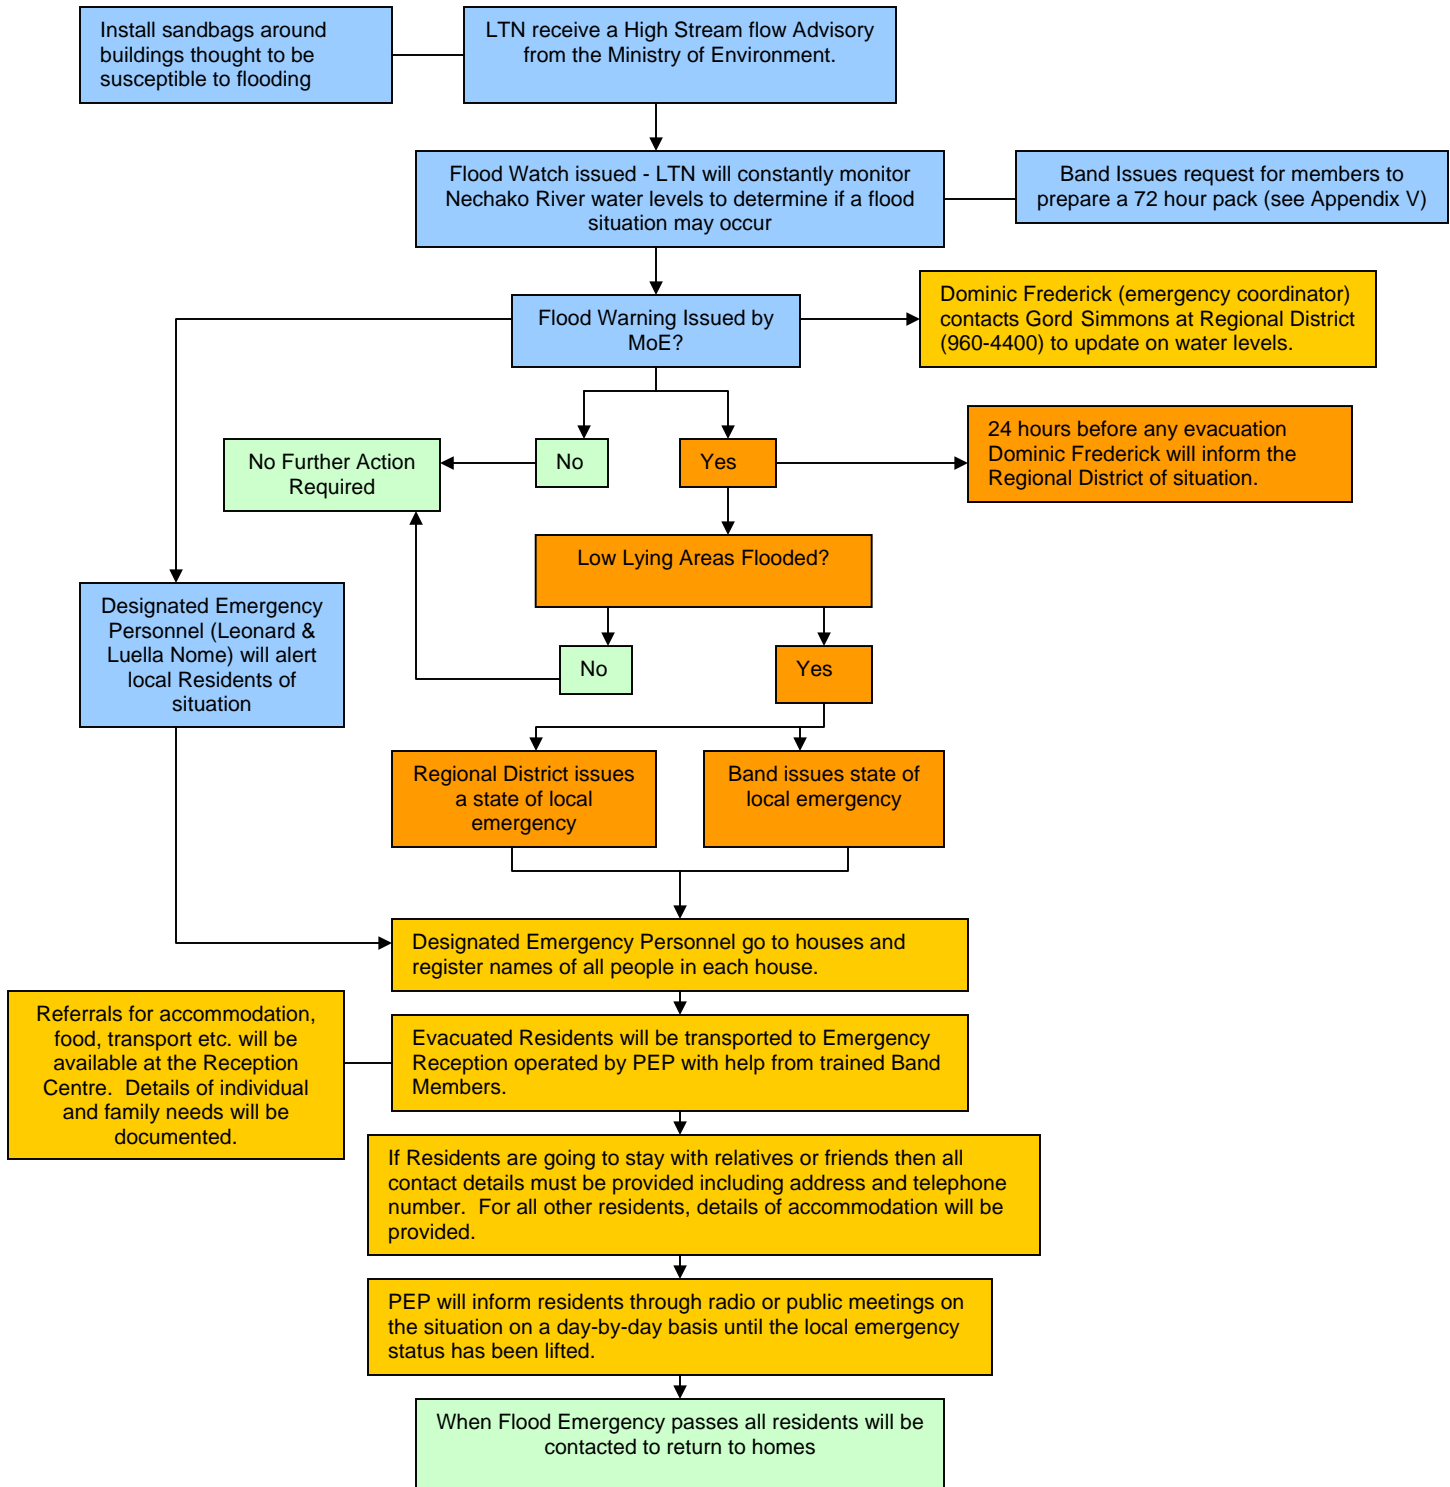 Install sandbags around
buildings thought to be
susceptible to flooding
LTN receive a High Stream flow Advisory
from the Ministry of Environment.
Flood Watch issued - LTN will constantly monitor
Nechako River water levels to determine if a flood
situation may occur
Band Issues request for members to
prepare a 72 hour pack (see Appendix V)
Flood Warning Issued by
MoE?
Dominic Frederick (emergency coordinator)
contacts Gord Simmons at Regional District
(960-4400) to update on water levels.
No Further Action
Required
No
Yes
24 hours before any evacuation
Dominic Frederick will inform the
Regional District of situation.
Low Lying Areas Flooded?
Designated Emergency
Personnel (Leonard &
Luella Nome) will alert
local Residents of
situation
No
Yes
Regional District issues
a state of local
emergency
Band issues state of
local emergency
Designated Emergency Personnel go to houses and
register names of all people in each house.
Referrals for accommodation,
food, transport etc. will be
available at the Reception
Centre.  Details of individual
and family needs will be
documented.
Evacuated Residents will be transported to Emergency
Reception operated by PEP with help from trained Band
Members.
If Residents are going to stay with relatives or friends then all
contact details must be provided including address and telephone
number.  For all other residents, details of accommodation will be
provided.
PEP will inform residents through radio or public meetings on
the situation on a day-by-day basis until the local emergency
status has been lifted.
When Flood Emergency passes all residents will be
contacted to return to homes